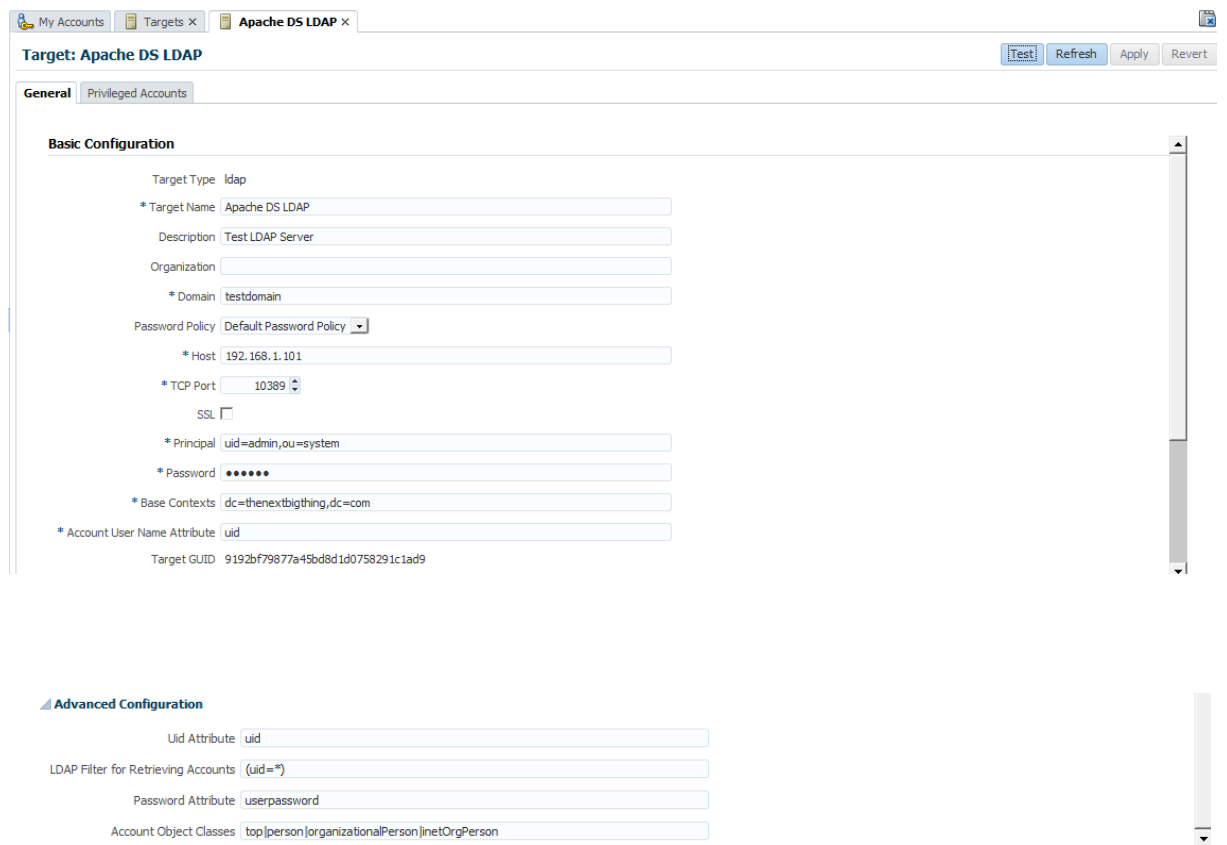 My Accounts Targets × Apache DS LDAP ×
Target: Apache DS LDAP
Test Refresh Apply Revert
General Privileged Accounts
Basic Configuration
Target Type ldap
* Target Name Apache DS LDAP
Description Test LDAP Server
Organization
* Domain testdomain
Password Policy Default Password Policy
* Host 192.168.1.101
* TCP Port 10389
SSL
* Principal uid=admin,ou=system
* Password ●●●●●●
* Base Contexts dc=thenextbigthing,dc=com
* Account User Name Attribute uid
Target GUID 9192bf79877a45bd8d1d0758291c1ad9
Advanced Configuration
Uid Attribute uid
LDAP Filter for Retrieving Accounts (uid=*)
Password Attribute userpassword
Account Object Classes top|person|organizationalPerson|inetOrgPerson